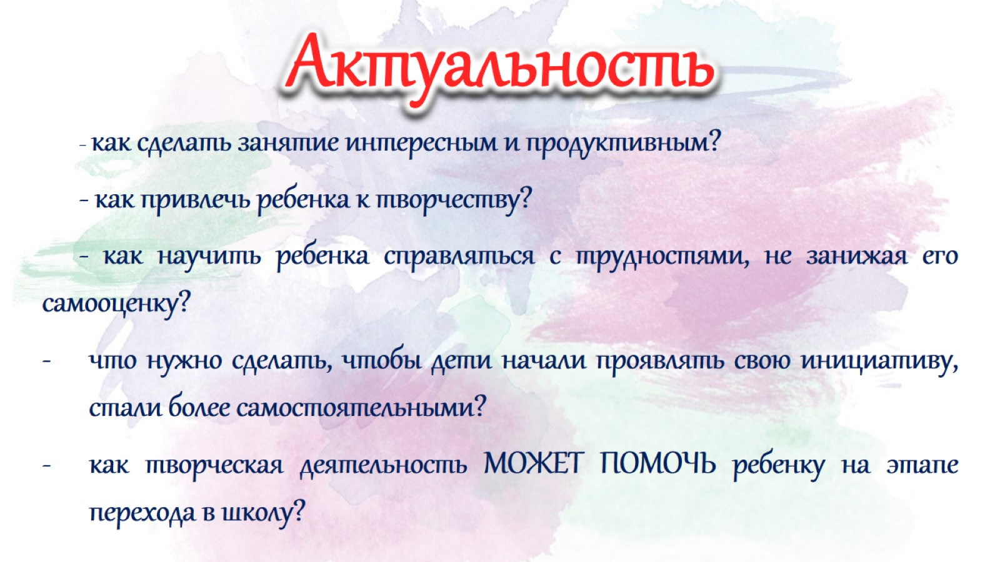 Актуальность
- как сделать занятие интересным и продуктивным?
- как привлечь ребенка к творчеству?
- как научить ребенка справляться с трудностями, не занижая его
самооценку?
- что нужно сделать, чтобы дети начали проявлять свою инициативу,
стали более самостоятельными?
- как творческая деятельность МОЖЕТ ПОМОЧЬ ребенку на этапе
перехода в школу?